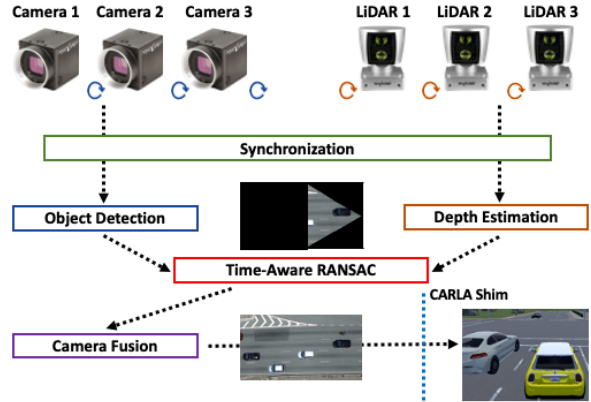 Camera 1 Camera 2 Camera 3 LiDAR 1 LiDAR 2 LiDAR 3
Synchronization
Object Detection
Depth Estimation
Time-Aware RANSAC
CARLA Shim
Camera Fusion